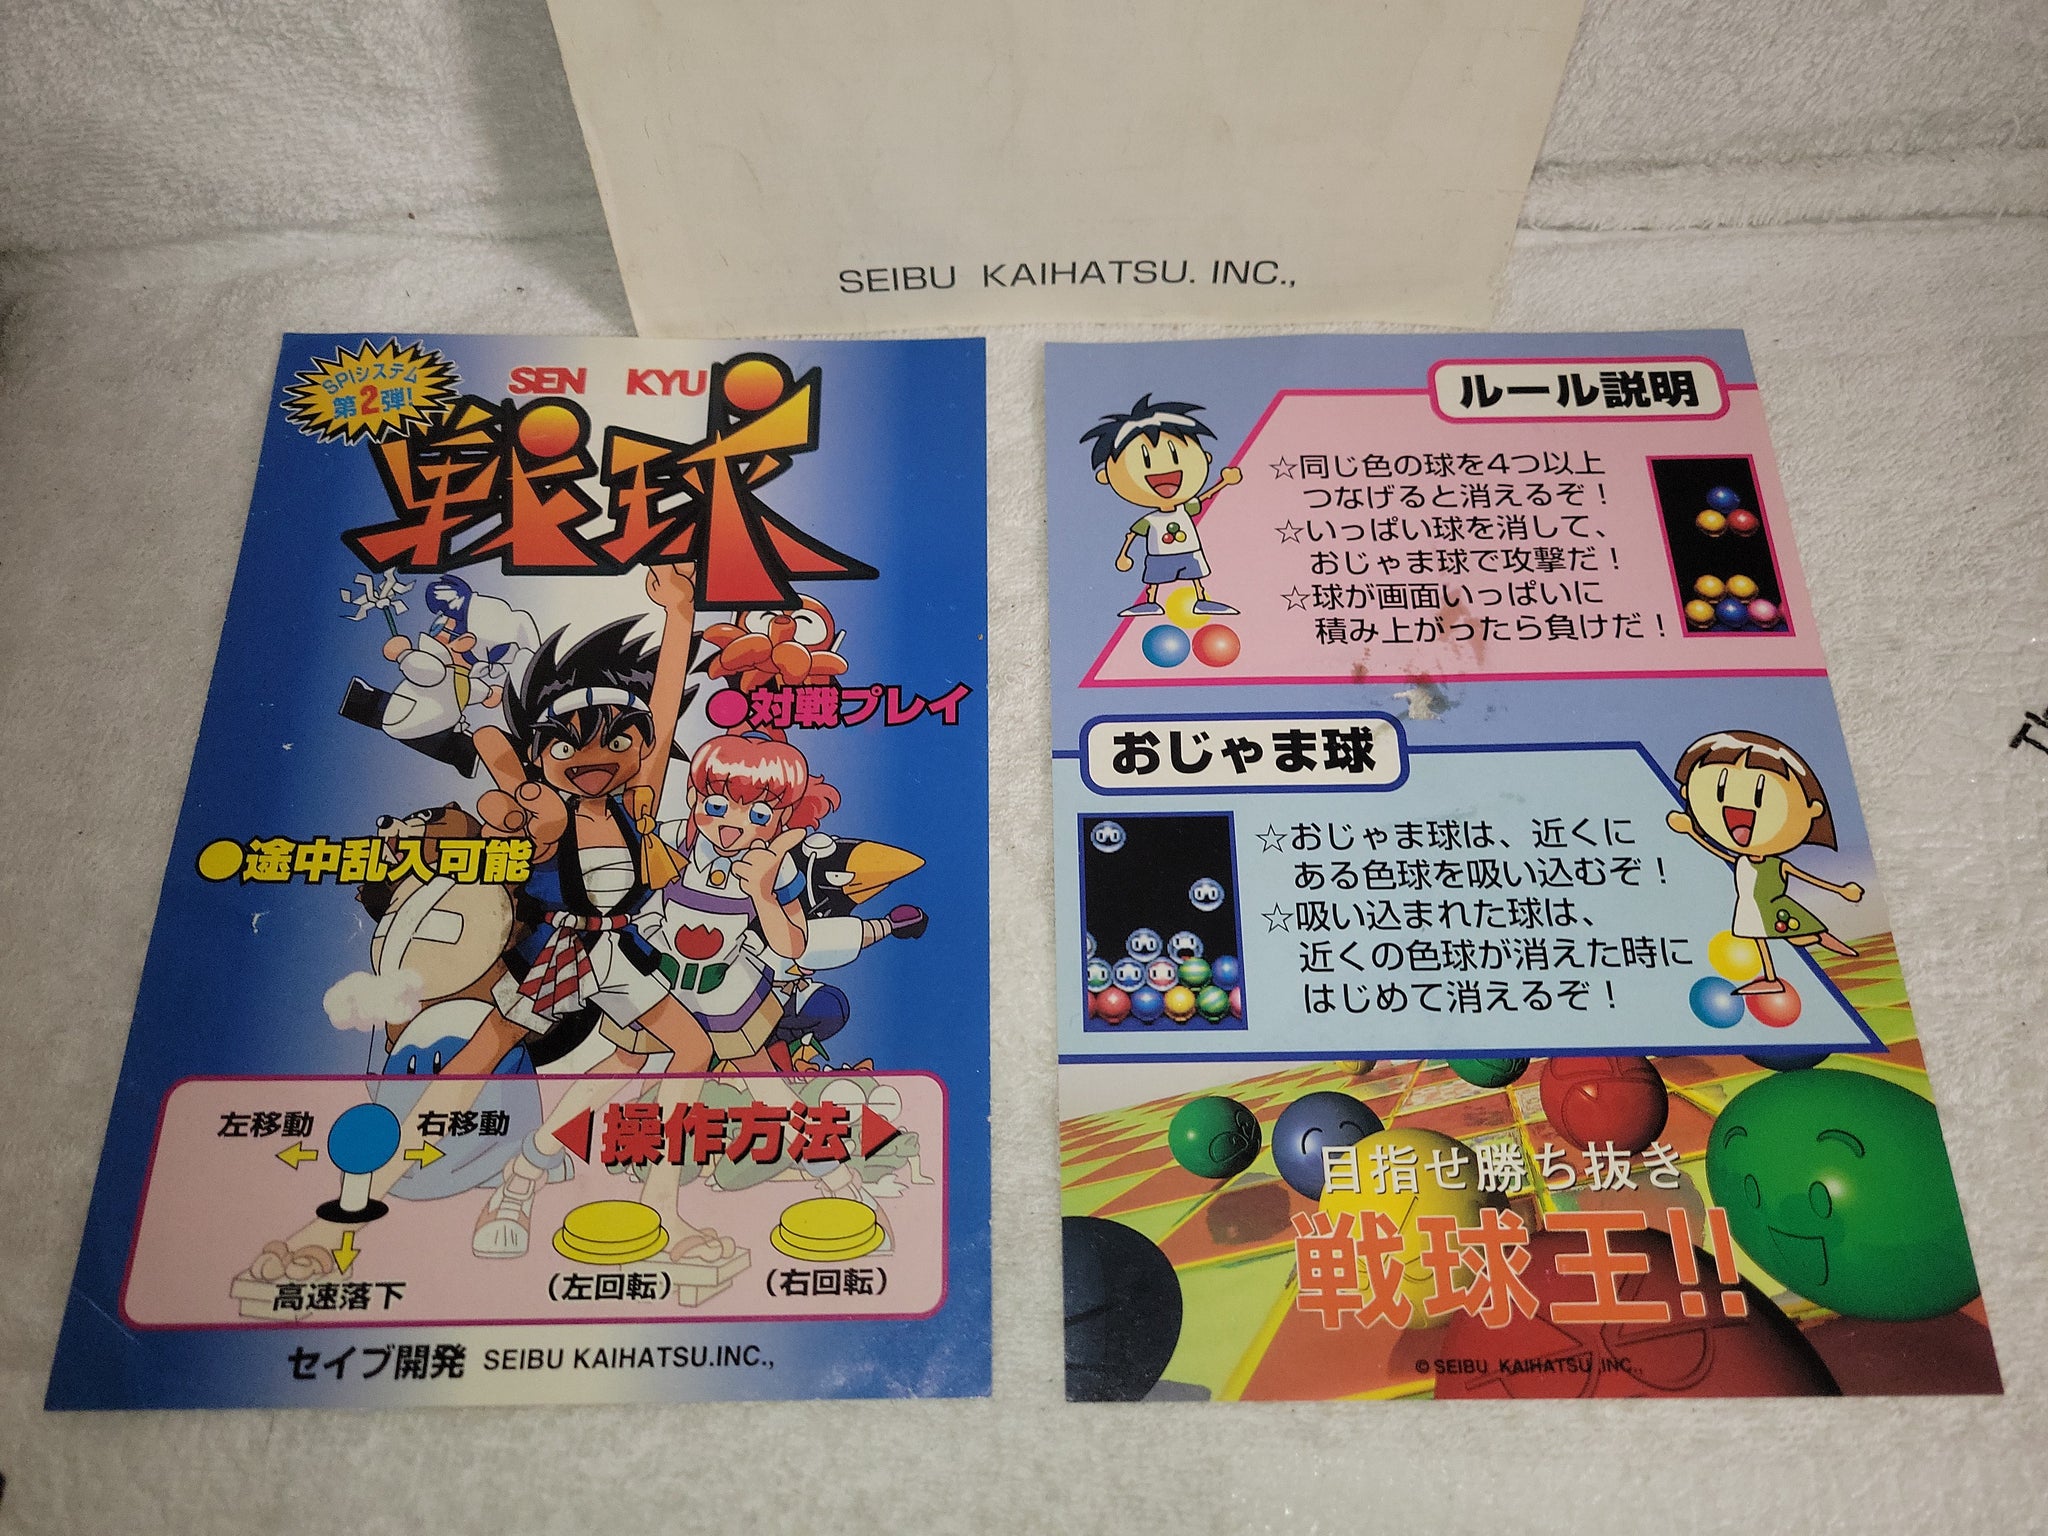 SEIBU KAIHATSU. INC.,
SPIシステム
第2弾!
SEN KYU
戦球
●対戦プレイ
●途中乱入可能
左移動
右移動
◀操作方法▶
高速落下
(左回転)
(右回転)
セイブ開発 SEIBU KAIHATSU.INC.,
ルール説明
☆同じ色の球を4つ以上
つなげると消えるぞ!
☆いっぱい球を消して、
おじゃま球で攻撃だ!
☆球が画面いっぱいに
積み上がったら負けだ!
おじゃま球
☆おじゃま球は、近くに
ある色球を吸い込むぞ!
☆吸い込まれた球は、
近くの色球が消えた時に
はじめて消えるぞ!
目指せ勝ち抜き
戦球王!!
© SEIBU KAIHATSU INC.,